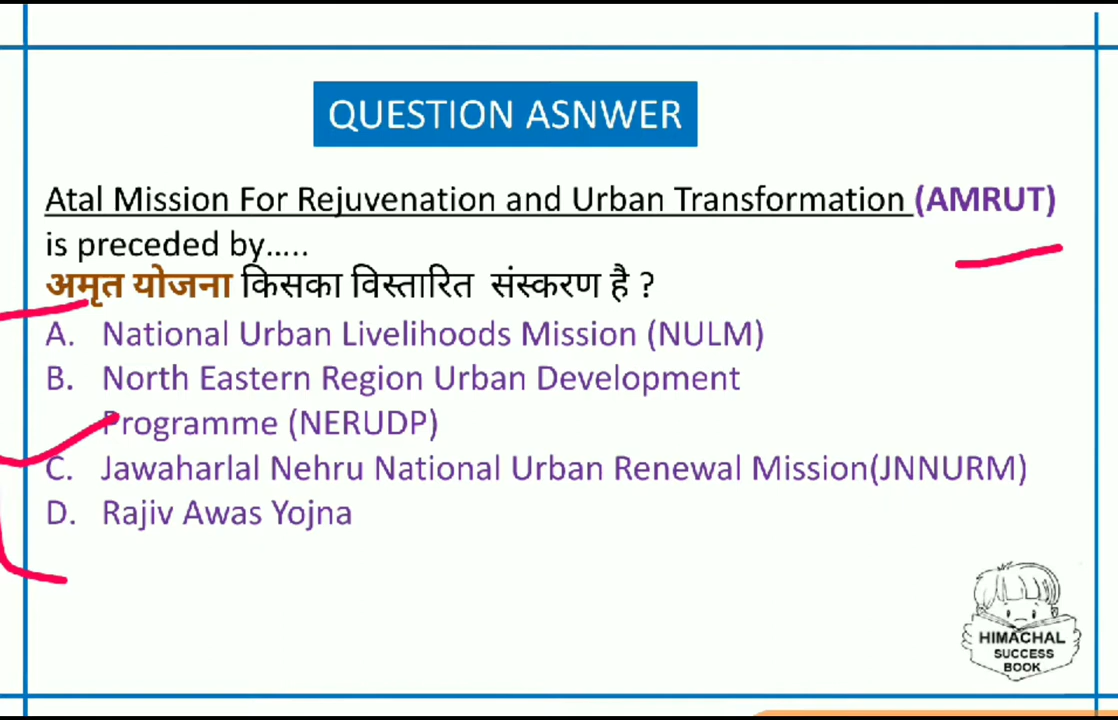 QUESTION ASNWER
Atal Mission For Rejuvenation and Urban Transformation (AMRUT)
is preceded by.....
अमृत योजना किसका विस्तारित संस्करण है ?
A. National Urban Livelihoods Mission (NULM)
B. North Eastern Region Urban Development
Programme (NERUDP)
C. Jawaharlal Nehru National Urban Renewal Mission(JNNURM)
D. Rajiv Awas Yojna
HIMACHAL
SUCCESS
BOOK